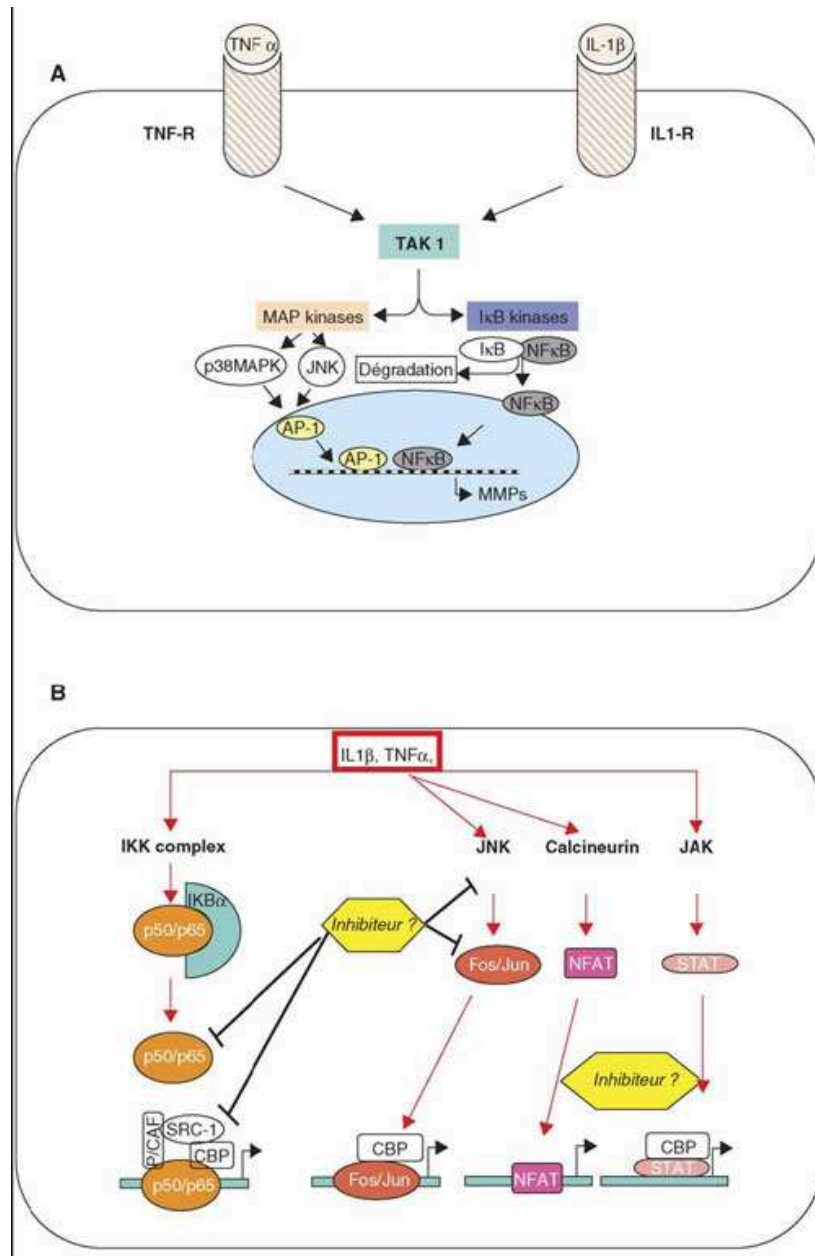 A
TNF α
IL-1β
TNF-R
IL1-R
TAK 1
MAP kinases
IκB kinases
p38MAPK
JNK
Dégradation
IκB
NFκB
NFκB
AP-1
AP-1
NFκB
MMPs
B
IL1β, TNFα,
IKK complex
JNK
Calcineurin
JAK
IKBα
p50/p65
Inhibiteur ?
Fos/Jun
NFAT
STAT
p50/p65
Inhibiteur ?
P/CAF
SRC-1
CBP
p50/p65
CBP
Fos/Jun
NFAT
CBP
STAT